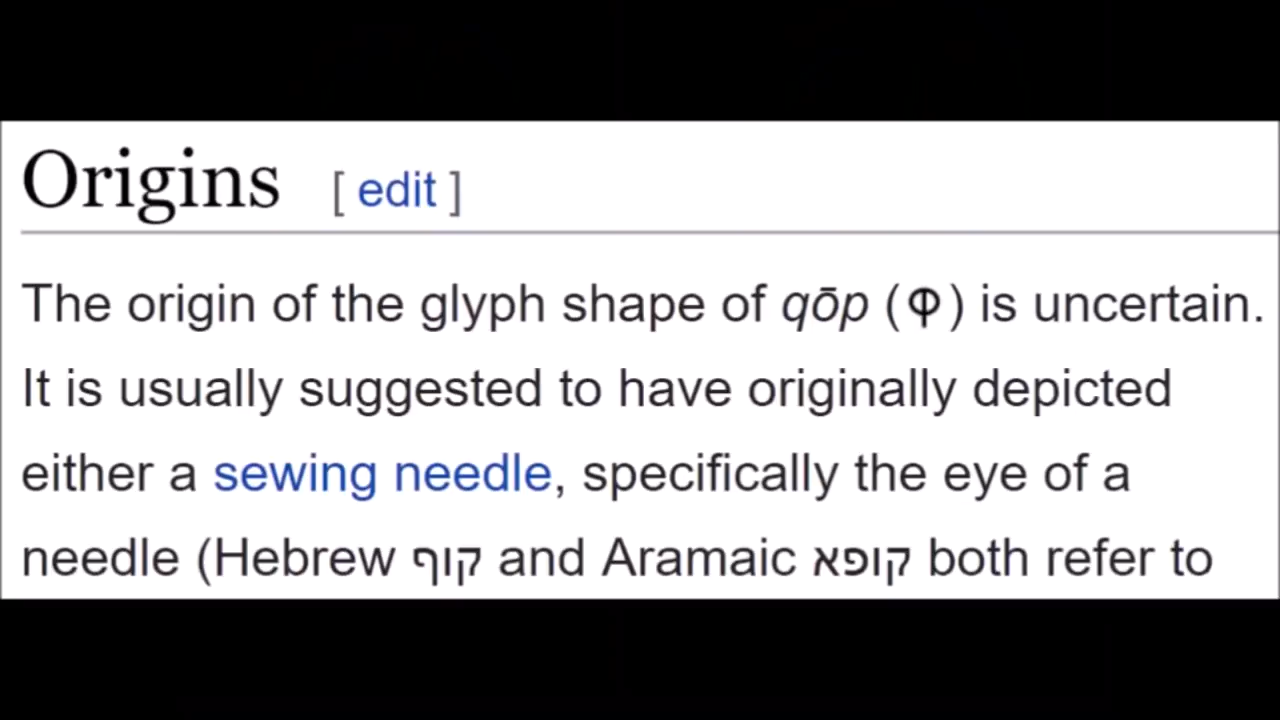 Origins [ edit ]
The origin of the glyph shape of qōp (𐤒) is uncertain.
It is usually suggested to have originally depicted
either a sewing needle, specifically the eye of a
needle (Hebrew קוף and Aramaic קופא both refer to